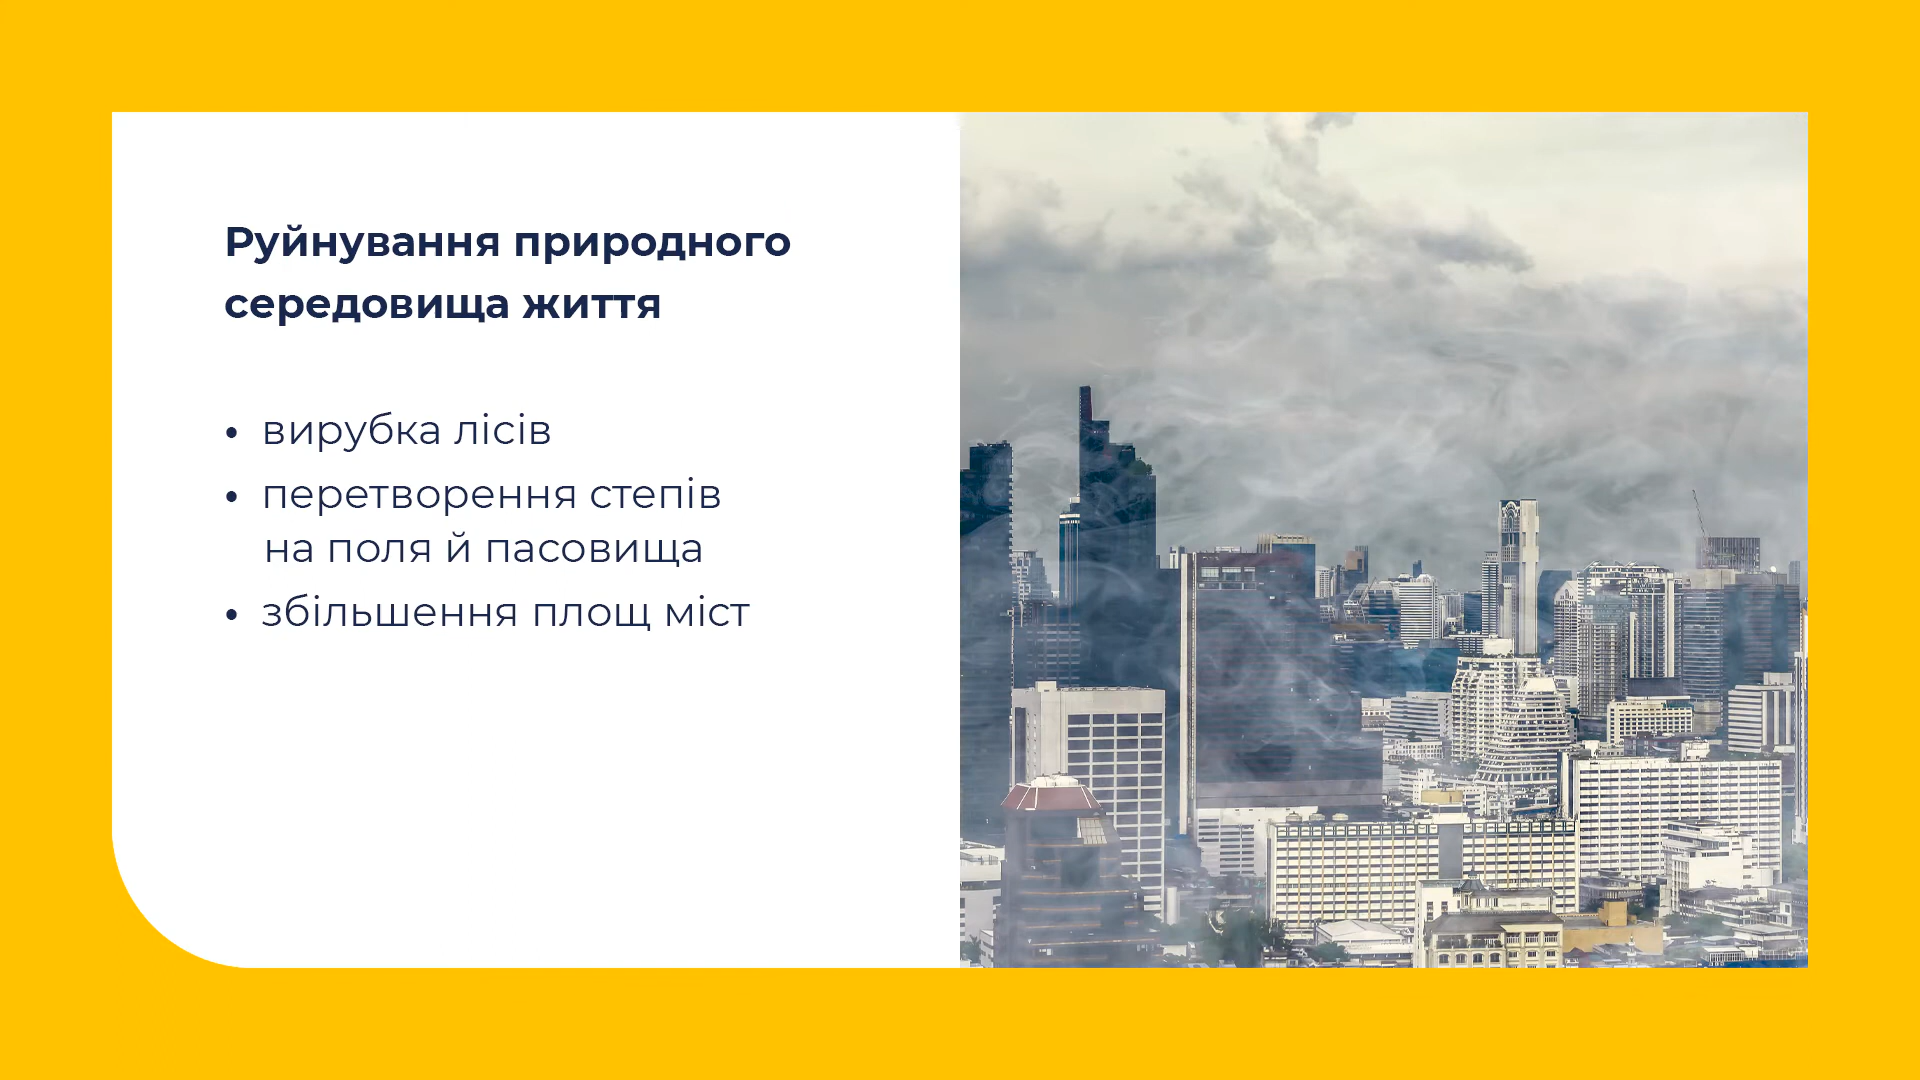 Руйнування природного
середовища життя
• вирубка лісів
• перетворення степів
на поля й пасовища
• збільшення площ міст